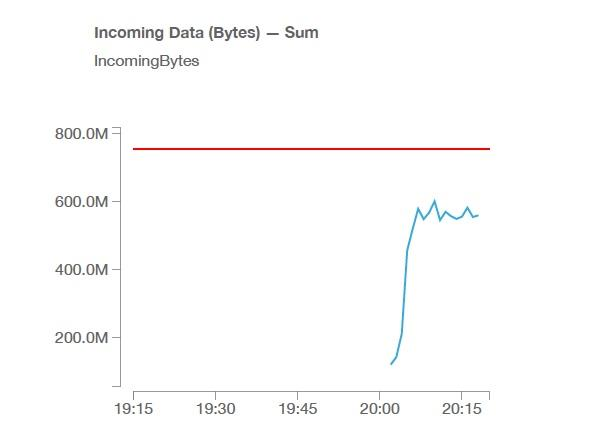 Incoming Data (Bytes) — Sum
IncomingBytes
800.0M
600.0M
400.0M
200.0M
19:15 19:30 19:45 20:00 20:15